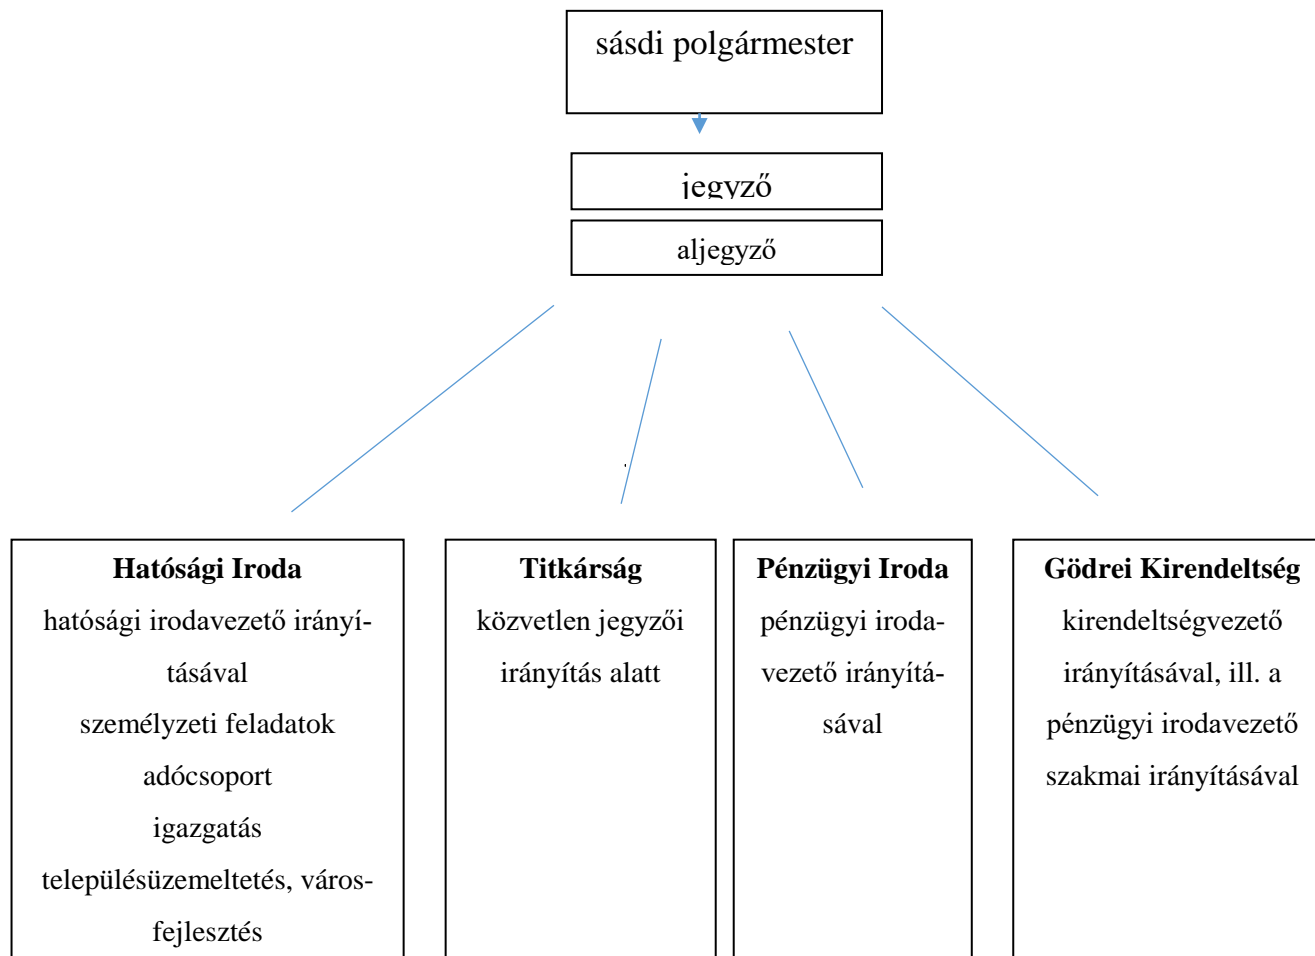 sásdi polgármester
jegyző
aljegyző
Hatósági Iroda
hatósági irodavezető irányí-
tásával
személyzeti feladatok
adócsoport
igazgatás
településüzemeltetés, város-
fejlesztés
Titkárság
közvetlen jegyzői
irányítás alatt
Pénzügyi Iroda
pénzügyi iroda-
vezető irányítá-
sával
Gödrei Kirendeltség
kirendeltségvezető
irányításával, ill. a
pénzügyi irodavezető
szakmai irányításával